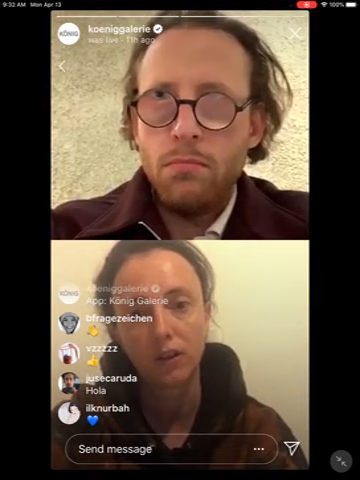 9:32 AM Mon Apr 13
100%
KÖNIG
koeniggalerie
was live · 11h ago
KÖNIG
koeniggalerie
App: König Galerie
bfragezeichen
vzzzzz
jusecaruda
Hola
ilknurbah
Send message